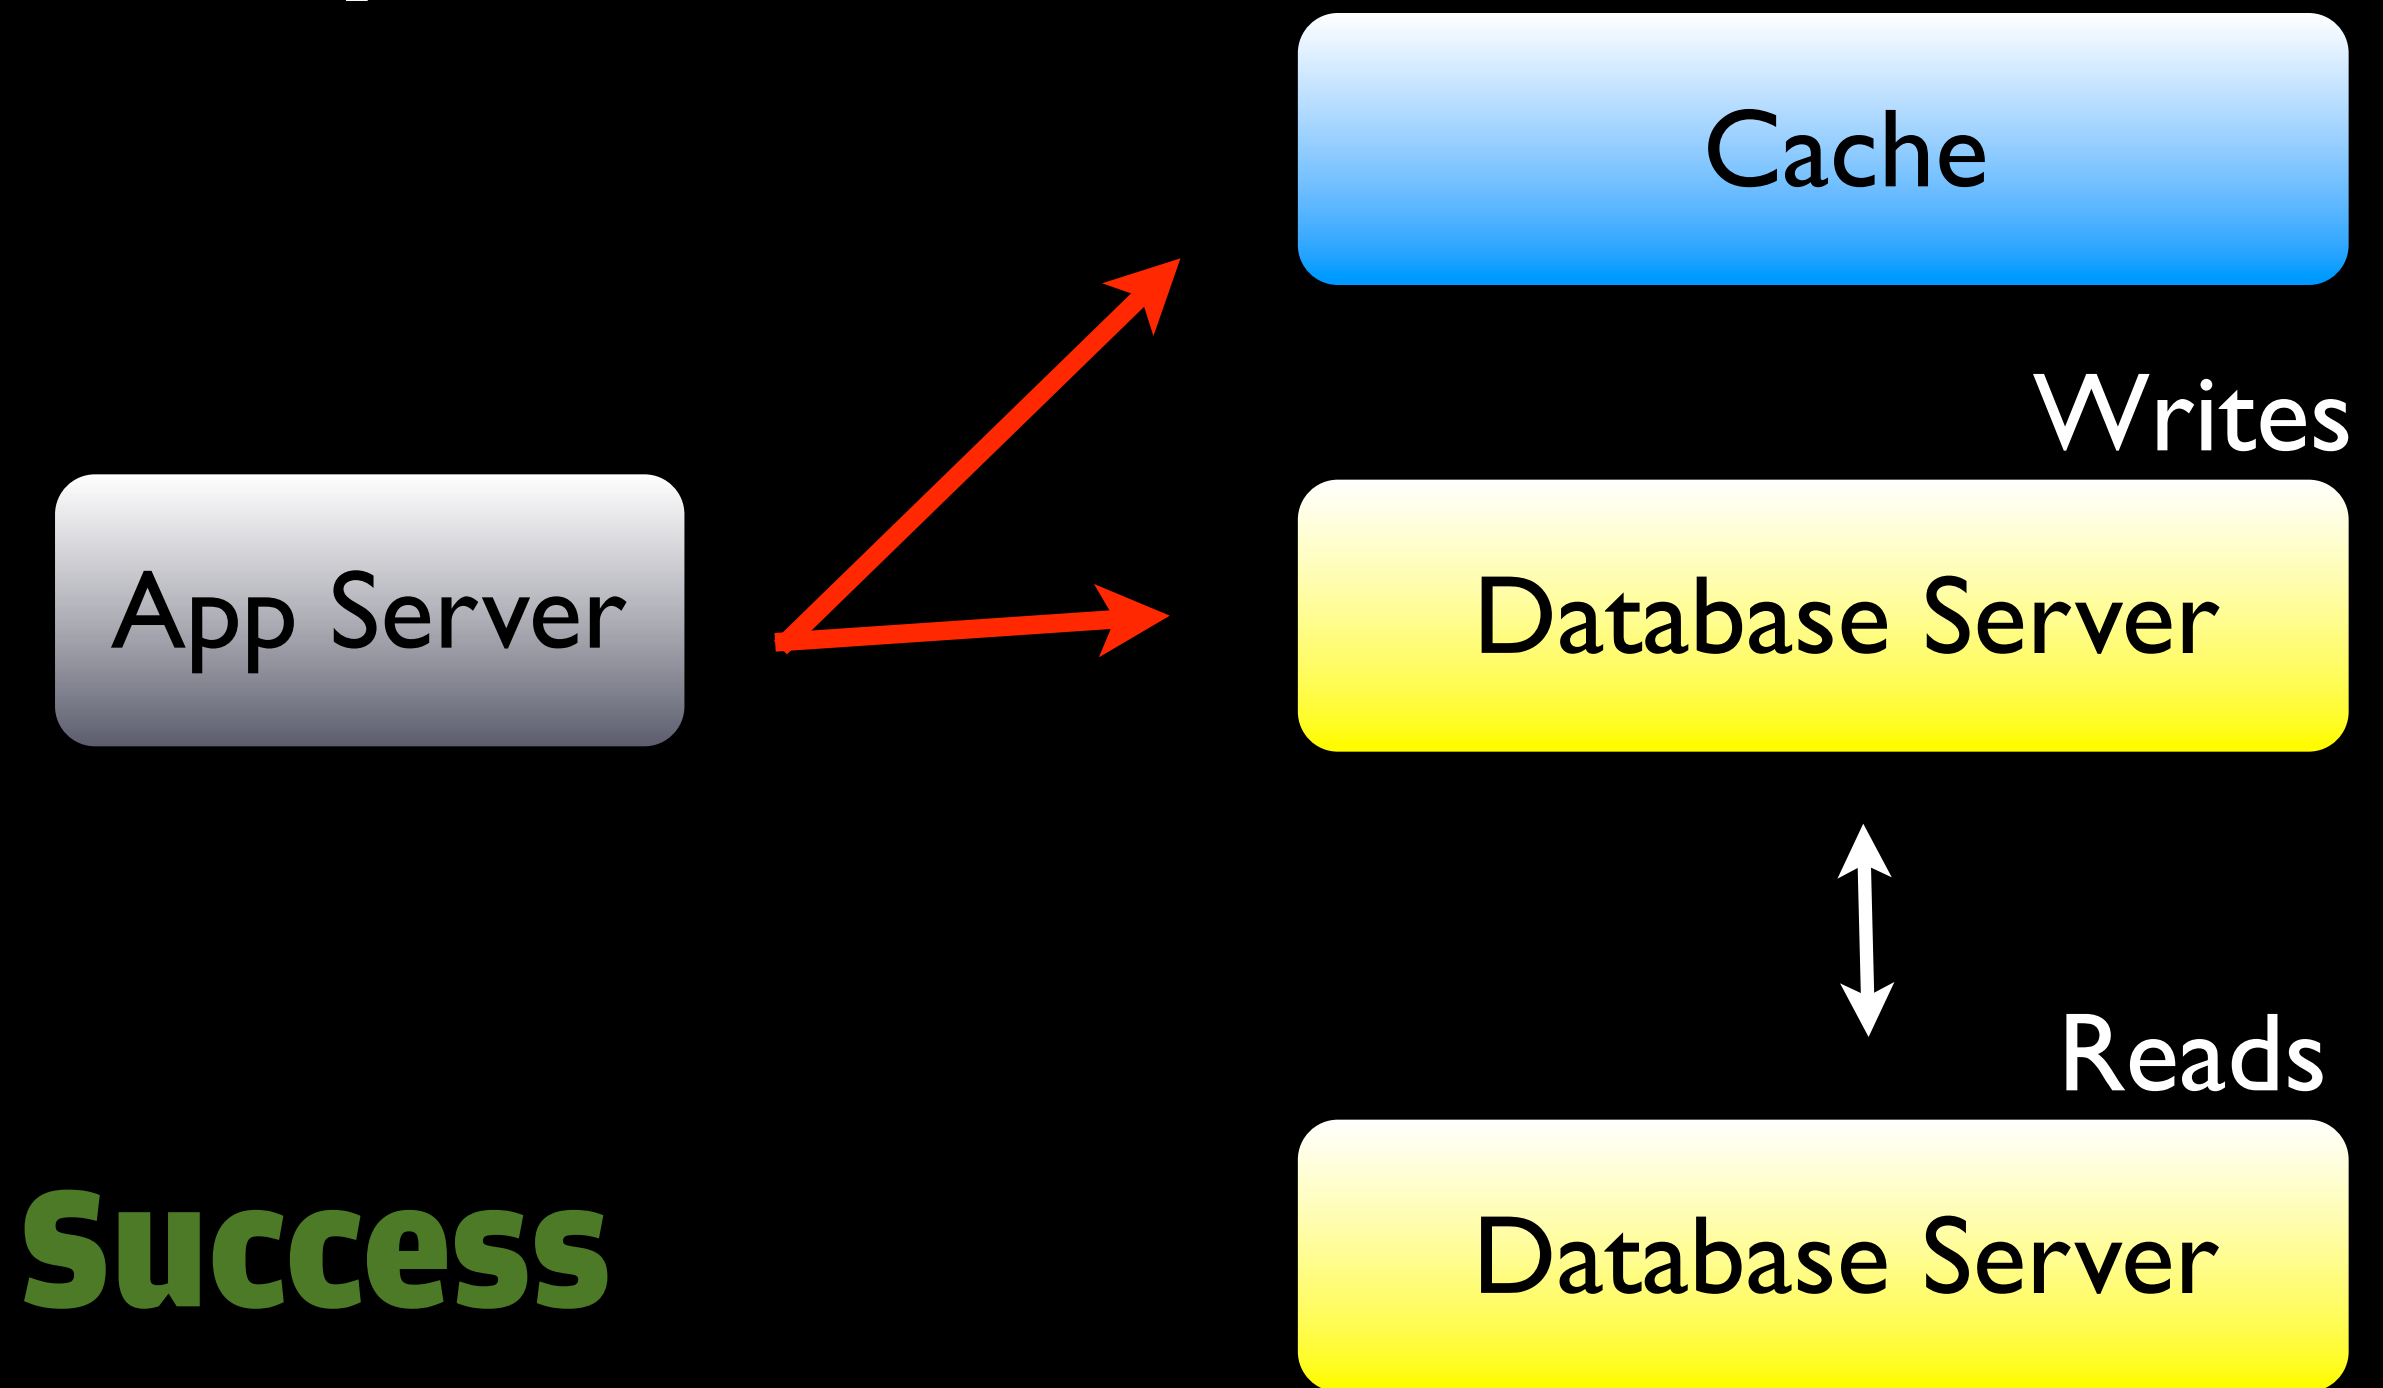 Cache
Writes
App Server
Database Server
Reads
Database Server
Success